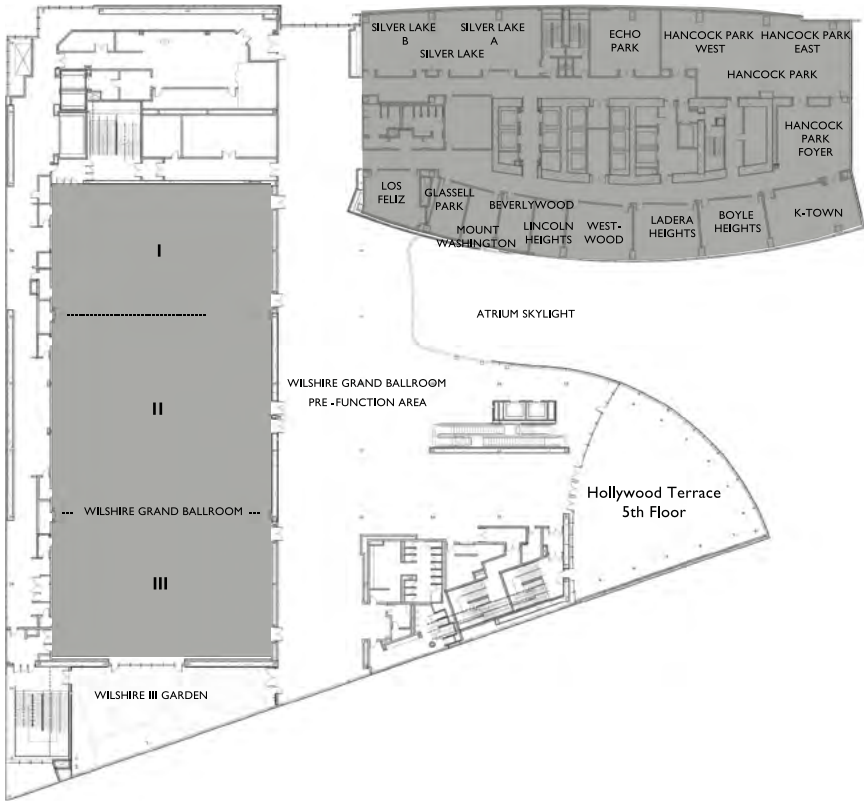 SILVER LAKE
B
SILVER LAKE
A
SILVER LAKE
ECHO
PARK
HANCOCK PARK
WEST
HANCOCK PARK
EAST
HANCOCK PARK
HANCOCK
PARK
FOYER
LOS
FELIZ
GLASSELL
PARK
MOUNT
WASHINGTON
BEVERLYWOOD
LINCOLN
HEIGHTS
WEST-
WOOD
LADERA
HEIGHTS
BOYLE
HEIGHTS
K-TOWN
I
ATRIUM SKYLIGHT
WILSHIRE GRAND BALLROOM
PRE -FUNCTION AREA
II
Hollywood Terrace
5th Floor
WILSHIRE GRAND BALLROOM
III
WILSHIRE III GARDEN